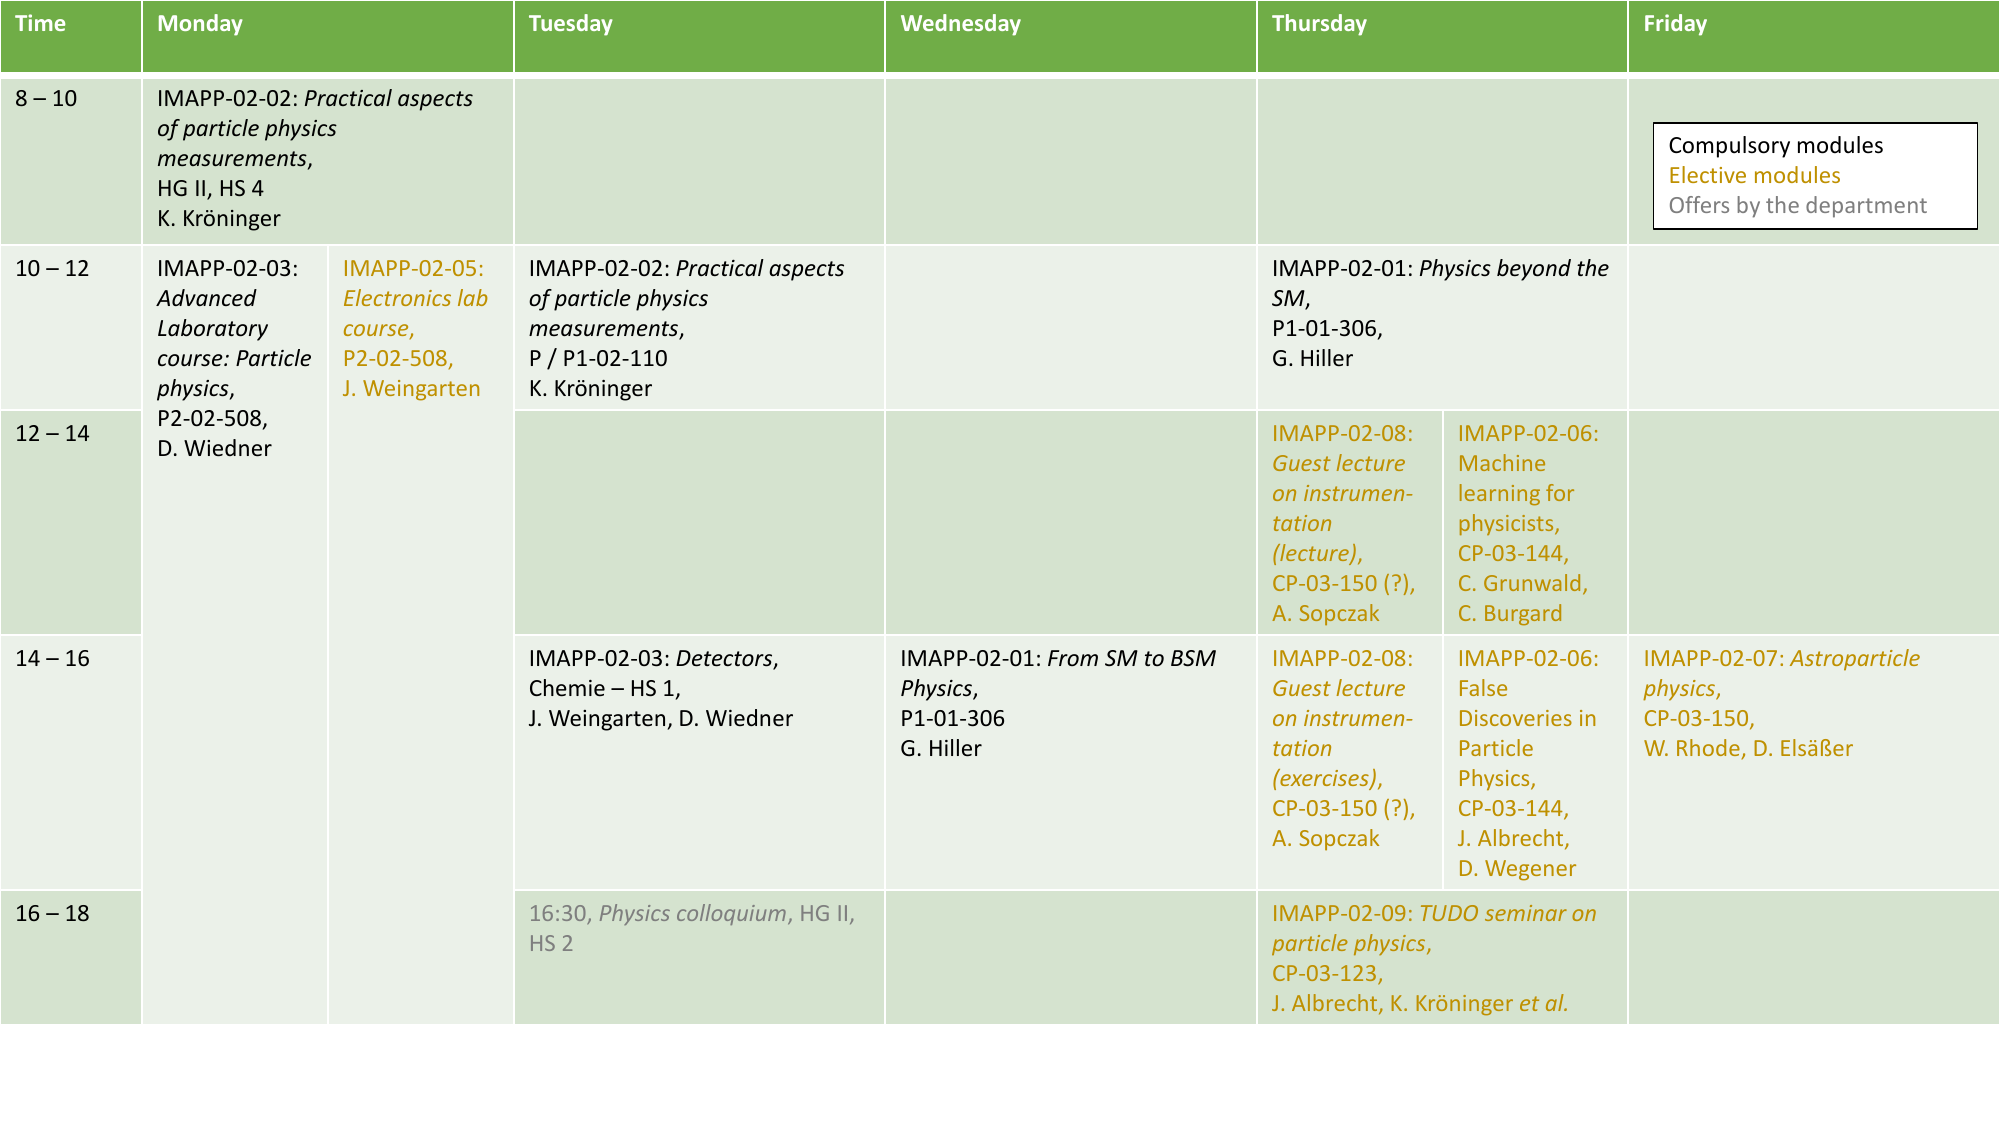 Time
Monday
Tuesday
Wednesday
Thursday
Friday
8 – 10
IMAPP-02-02: Practical aspects
of particle physics
measurements,
HG II, HS 4
K. Kröninger
Compulsory modules
Elective modules
Offers by the department
10 – 12
IMAPP-02-03:
Advanced
Laboratory
course: Particle
physics,
P2-02-508,
D. Wiedner
IMAPP-02-05:
Electronics lab
course,
P2-02-508,
J. Weingarten
IMAPP-02-02: Practical aspects
of particle physics
measurements,
P / P1-02-110
K. Kröninger
IMAPP-02-01: Physics beyond the
SM,
P1-01-306,
G. Hiller
12 – 14
IMAPP-02-08:
Guest lecture
on instrumen-
tation
(lecture),
CP-03-150 (?),
A. Sopczak
IMAPP-02-06:
Machine
learning for
physicists,
CP-03-144,
C. Grunwald,
C. Burgard
14 – 16
IMAPP-02-03: Detectors,
Chemie – HS 1,
J. Weingarten, D. Wiedner
IMAPP-02-01: From SM to BSM
Physics,
P1-01-306
G. Hiller
IMAPP-02-08:
Guest lecture
on instrumen-
tation
(exercises),
CP-03-150 (?),
A. Sopczak
IMAPP-02-06:
False
Discoveries in
Particle
Physics,
CP-03-144,
J. Albrecht,
D. Wegener
IMAPP-02-07: Astroparticle
physics,
CP-03-150,
W. Rhode, D. Elsäßer
16 – 18
16:30, Physics colloquium, HG II,
HS 2
IMAPP-02-09: TUDO seminar on
particle physics,
CP-03-123,
J. Albrecht, K. Kröninger et al.